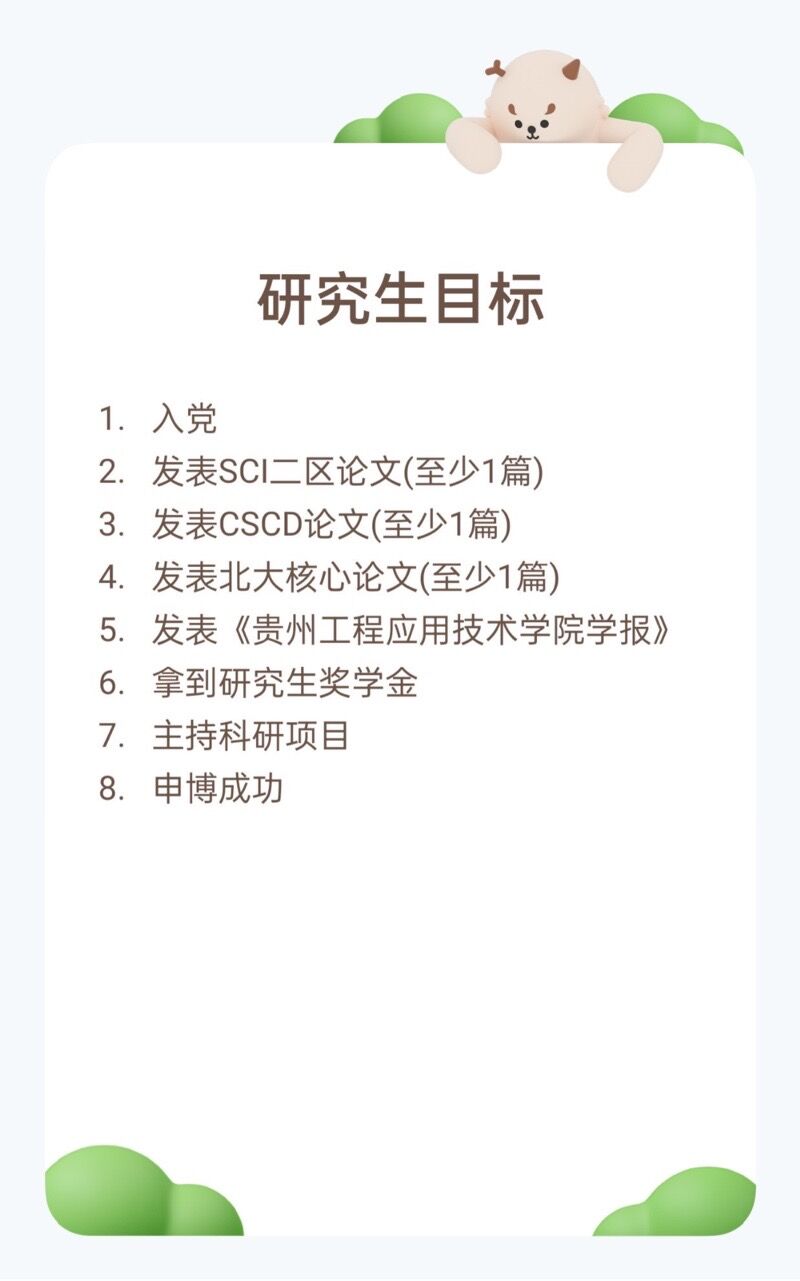 研究生目标
1. 入党
2. 发表SCI二区论文(至少1篇)
3. 发表CSCD论文(至少1篇)
4. 发表北大核心论文(至少1篇)
5. 发表《贵州工程应用技术学院学报》
6. 拿到研究生奖学金
7. 主持科研项目
8. 申博成功